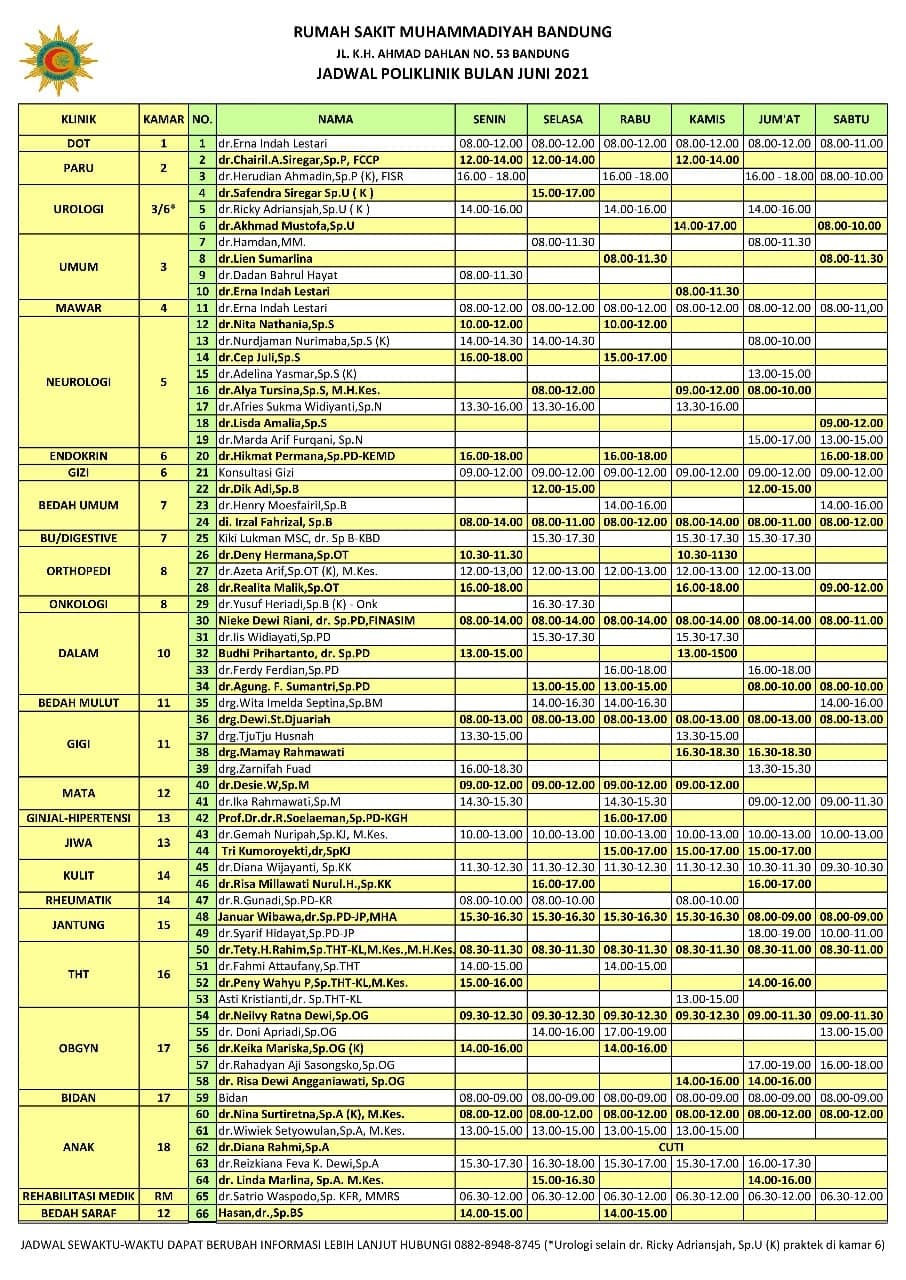 RUMAH SAKIT MUHAMMADIYAH BANDUNG
JL. K.H. AHMAD DAHLAN NO. 53 BANDUNG
JADWAL POLIKLINIK BULAN JUNI 2021
KLINIK KAMAR NO. NAMA SENIN SELASA RABU KAMIS JUM'AT SABTU
DOT 1 1 dr.Erna Indah Lestari 08.00-12.00 08.00-12.00 08.00-12.00 08.00-12.00 08.00-12.00 08.00-11.00
PARU 2 2 dr.Chairil.A.Siregar,Sp.P, FCCP 12.00-14.00 12.00-14.00 12.00-14.00
3 dr.Herudian Ahmadin,Sp.P (K), FISR 16.00 - 18.00 16.00 -18.00 16.00 - 18.00 08.00-10.00
UROLOGI 3/6* 4 dr.Safendra Siregar Sp.U ( K ) 15.00-17.00
5 dr.Ricky Adriansjah,Sp.U ( K ) 14.00-16.00 14.00-16.00 14.00-16.00
6 dr.Akhmad Mustofa,Sp.U 14.00-17.00 08.00-10.00
UMUM 3 7 dr.Hamdan,MM. 08.00-11.30 08.00-11.30
8 dr.Lien Sumarlina 08.00-11.30 08.00-11.30
9 dr.Dadan Bahrul Hayat 08.00-11.30
10 dr.Erna Indah Lestari 08.00-11.30
MAWAR 4 11 dr.Erna Indah Lestari 08.00-12.00 08.00-12.00 08.00-12.00 08.00-12.00 08.00-12.00 08.00-11,00
NEUROLOGI 5 12 dr.Nita Nathania,Sp.S 10.00-12.00 10.00-12.00
13 dr.Nurdjaman Nurimaba,Sp.S (K) 14.00-14.30 14.00-14.30 08.00-10.00
14 dr.Cep Juli,Sp.S 16.00-18.00 15.00-17.00
15 dr.Adelina Yasmar,Sp.S (K) 13.00-15.00
16 dr.Alya Tursina,Sp.S, M.H.Kes. 08.00-12.00 09.00-12.00 08.00-10.00
17 dr.Afries Sukma Widiyanti,Sp.N 13.30-16.00 13.30-16.00 13.30-16.00
18 dr.Lisda Amalia,Sp.S 09.00-12.00
19 dr.Marda Arif Furqani, Sp.N 15.00-17.00 13.00-15.00
ENDOKRIN 6 20 dr.Hikmat Permana,Sp.PD-KEMD 16.00-18.00 16.00-18.00 16.00-18.00
GIZI 6 21 Konsultasi Gizi 09.00-12.00 09.00-12.00 09.00-12.00 09.00-12.00 09.00-12.00 09.00-12.00
BEDAH UMUM 7 22 dr.Dik Adi,Sp.B 12.00-15.00 12.00-15.00
23 dr.Henry Moesfairil,Sp.B 14.00-16.00 14.00-16.00
24 di. Irzal Fahrizal, Sp.B 08.00-14.00 08.00-11.00 08.00-12.00 08.00-14.00 08.00-11.00 08.00-12.00
BU/DIGESTIVE 7 25 Kiki Lukman MSC, dr. Sp B-KBD 15.30-17.30 15.30-17.30 15.30-17.30
ORTHOPEDI 8 26 dr.Deny Hermana,Sp.OT 10.30-11.30 10.30-1130
27 dr.Azeta Arif,Sp.OT (K), M.Kes. 12.00-13,00 12.00-13.00 12.00-13.00 12.00-13.00 12.00-13.00
28 dr.Realita Malik,Sp.OT 16.00-18.00 16.00-18.00 09.00-12.00
ONKOLOGI 8 29 dr.Yusuf Heriadi,Sp.B (K) - Onk 16.30-17.30
DALAM 10 30 Nieke Dewi Riani, dr. Sp.PD,FINASIM 08.00-14.00 08.00-14.00 08.00-14.00 08.00-14.00 08.00-14.00 08.00-11.00
31 dr.Iis Widiayati,Sp.PD 15.30-17.30 15.30-17.30
32 Budhi Prihartanto, dr. Sp.PD 13.00-15.00 13.00-1500
33 dr.Ferdy Ferdian,Sp.PD 16.00-18.00 16.00-18.00
34 dr.Agung. F. Sumantri,Sp.PD 13.00-15.00 13.00-15.00 08.00-10.00 08.00-10.00
BEDAH MULUT 11 35 drg.Wita Imelda Septina,Sp.BM 14.00-16.30 14.00-16.30 14.00-16.00
GIGI 11 36 drg.Dewi.St.Djuariah 08.00-13.00 08.00-13.00 08.00-13.00 08.00-13.00 08.00-13.00 08.00-13.00
37 drg.TjuTju Husnah 13.30-15.00 13.30-15.00
38 drg.Mamay Rahmawati 16.30-18.30 16.30-18.30
39 drg.Zarnifah Fuad 16.00-18.30 13.30-15.30
MATA 12 40 dr.Desie.W,Sp.M 09.00-12.00 09.00-12.00 09.00-12.00 09.00-12.00
41 dr.Ika Rahmawati,Sp.M 14.30-15.30 14.30-15.30 09.00-12.00 09.00-11.30
GINJAL-HIPERTENSI 13 42 Prof.Dr.dr.R.Soelaeman,Sp.PD-KGH 16.00-17.00
JIWA 13 43 dr.Gemah Nuripah,Sp.KJ, M.Kes. 10.00-13.00 10.00-13.00 10.00-13.00 10.00-13.00 10.00-13.00 10.00-13.00
44 Tri Kumoroyekti,dr,SpKJ 15.00-17.00 15.00-17.00 15.00-17.00
KULIT 14 45 dr.Diana Wijayanti, Sp.KK 11.30-12.30 11.30-12.30 11.30-12.30 11.30-12.30 10.30-11.30 09.30-10.30
46 dr.Risa Millawati Nurul.H.,Sp.KK 16.00-17.00 16.00-17.00
RHEUMATIK 14 47 dr.R.Gunadi,Sp.PD-KR 08.00-10.00 08.00-10.00 08.00-10.00
JANTUNG 15 48 Januar Wibawa,dr.Sp.PD-JP,MHA 15.30-16.30 15.30-16.30 15.30-16.30 15.30-16.30 08.00-09.00 08.00-09.00
49 dr.Syarif Hidayat,Sp.PD-JP 18.00-19.00 10.00-11.00
THT 16 50 dr.Tety.H.Rahim,Sp.THT-KL,M.Kes.,M.H.Kes. 08.30-11.30 08.30-11.30 08.30-11.30 08.30-11.30 08.30-11.00 08.30-11.00
51 dr.Fahmi Attaufany,Sp.THT 14.00-15.00 14.00-15.00
52 dr.Peny Wahyu P,Sp.THT-KL,M.Kes. 15.00-16.00 14.00-16.00
53 Asti Kristianti,dr. Sp.THT-KL 13.00-15.00
OBGYN 17 54 dr.Neilvy Ratna Dewi,Sp.OG 09.30-12.30 09.30-12.30 09.30-12.30 09.30-12.30 09.00-11.30 09.00-11.30
55 dr. Doni Apriadi,Sp.OG 14.00-16.00 17.00-19.00 13.00-15.00
56 dr.Keika Mariska,Sp.OG (K) 14.00-16.00 14.00-16.00
57 dr.Rahadyan Aji Sasongsko,Sp.OG 17.00-19.00 16.00-18.00
58 dr. Risa Dewi Angganiawati, Sp.OG 14.00-16.00 14.00-16.00
BIDAN 17 59 Bidan 08.00-09.00 08.00-09.00 08.00-09.00 08.00-09.00 08.00-09.00 08.00-09.00
ANAK 18 60 dr.Nina Surtiretna,Sp.A (K), M.Kes. 08.00-12.00 08.00-12.00 08.00-12.00 08.00-12.00 08.00-12.00 08.00-12.00
61 dr.Wiwiek Setyowulan,Sp.A, M.Kes. 13.00-15.00 13.00-15.00 13.00-15.00 13.00-15.00
62 dr.Diana Rahmi,Sp.A CUTI
63 dr.Reizkiana Feva K. Dewi,Sp.A 15.30-17.30 16.30-18.00 15.30-17.00 15.30-17.00 16.00-17.30
64 dr. Linda Marlina, Sp.A. M.Kes. 15.00-16.30 14.00-16.00
REHABILITASI MEDIK RM 65 dr.Satrio Waspodo,Sp. KFR, MMRS 06.30-12.00 06.30-12.00 06.30-12.00 06.30-12.00 06.30-12.00 06.30-12.00
BEDAH SARAF 12 66 Hasan,dr.,Sp.BS 14.00-15.00 14.00-15.00
JADWAL SEWAKTU-WAKTU DAPAT BERUBAH INFORMASI LEBIH LANJUT HUBUNGI 0882-8948-8745 (*Urologi selain dr. Ricky Adriansjah, Sp.U (K) praktek di kamar 6)